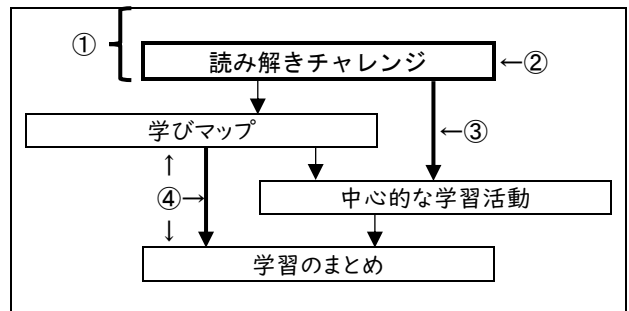 ①
読み解きチャレンジ ←②
学びマップ ←③
↑
④→
↓
中心的な学習活動
学習のまとめ